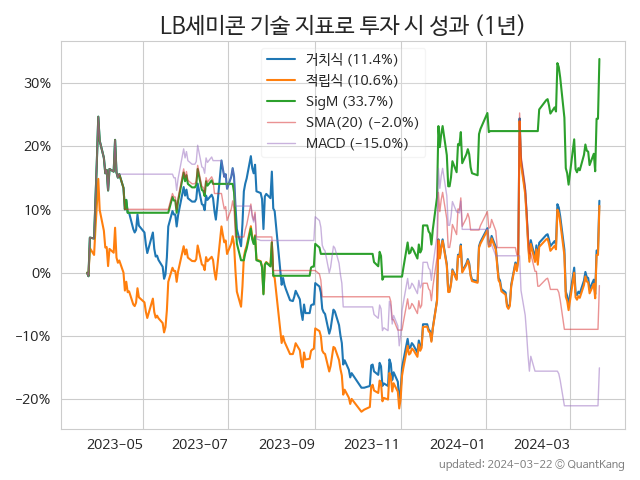 LB세미콘 기술 지표로 투자 시 성과 (1년)
거치식 (11.4%)
적립식 (10.6%)
SigM (33.7%)
SMA(20) (−2.0%)
MACD (−15.0%)
30%
20%
10%
0%
−10%
−20%
2023-05 2023-07 2023-09 2023-11 2024-01 2024-03
updated: 2024-03-22 © QuantKang